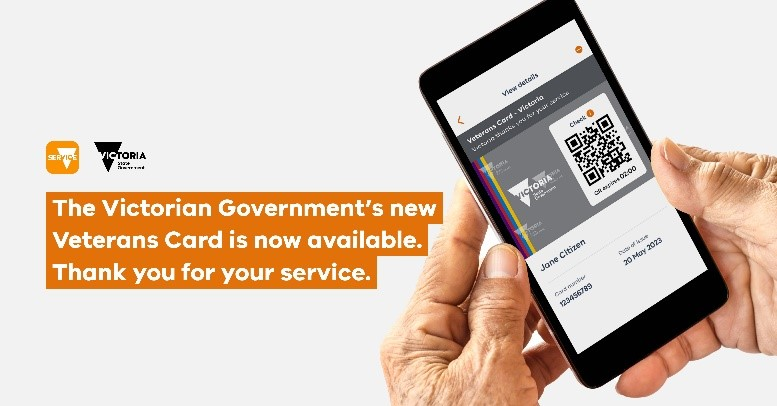 SERVICE
VICTORIA
State
Government
The Victorian Government's new
Veterans Card is now available.
Thank you for your service.
View details
Veterans Card - Victoria
Victoria thanks you for your service
Check
VICTORIA
State
Government
QR expires 02:00
Jane Citizen
Card number
123456789
Date of issue
20 May 2023